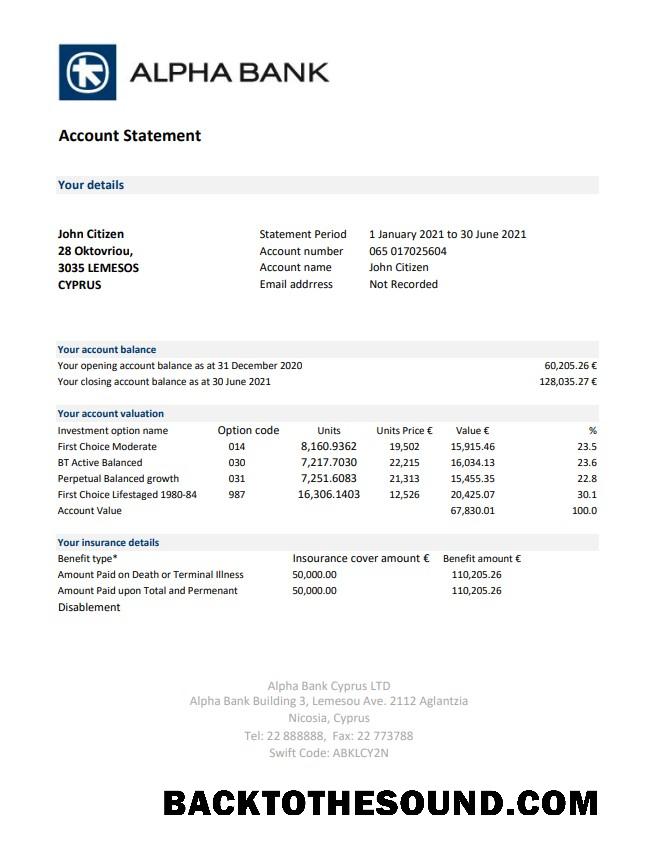 ALPHA BANK
Account Statement
Your details
John Citizen Statement Period 1 January 2021 to 30 June 2021
28 Oktovriou, Account number 065 017025604
3035 LEMESOS Account name John Citizen
CYPRUS Email addrress Not Recorded
Your account balance
Your opening account balance as at 31 December 2020 60,205.26 €
Your closing account balance as at 30 June 2021 128,035.27 €
Your account valuation
Investment option name Option code Units Units Price € Value € %
First Choice Moderate 014 8,160.9362 19,502 15,915.46 23.5
BT Active Balanced 030 7,217.7030 22,215 16,034.13 23.6
Perpetual Balanced growth 031 7,251.6083 21,313 15,455.35 22.8
First Choice Lifestaged 1980-84 987 16,306.1403 12,526 20,425.07 30.1
Account Value 67,830.01 100.0
Your insurance details
Benefit type* Insourance cover amount € Benefit amount €
Amount Paid on Death or Terminal Illness 50,000.00 110,205.26
Amount Paid upon Total and Permenant 50,000.00 110,205.26
Disablement
Alpha Bank Cyprus LTD
Alpha Bank Building 3, Lemesou Ave. 2112 Aglantzia
Nicosia, Cyprus
Tel: 22 888888, Fax: 22 773788
Swift Code: ABKLCY2N
BACKTOTHESOUND.COM